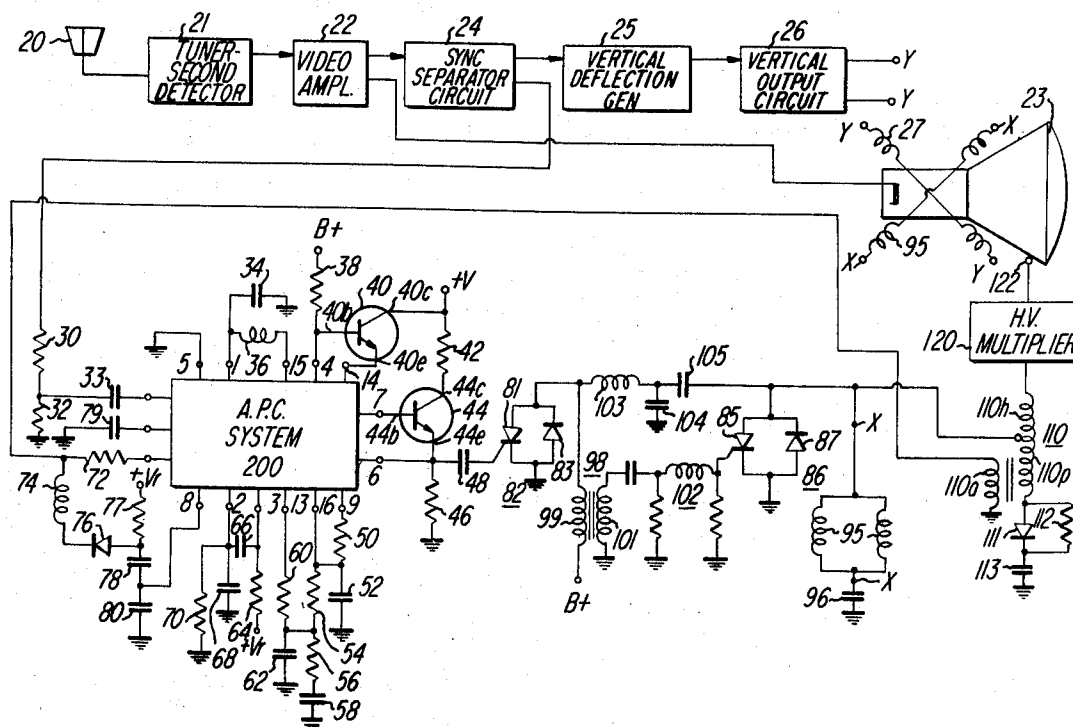 20
21
TUNER-
SECOND
DETECTOR
22
VIDEO
AMPL.
24
SYNC
SEPARATOR
CIRCUIT
25
VERTICAL
DEFLECTION
GEN
26
VERTICAL
OUTPUT
CIRCUIT
Y
Y
23
Y
27
X
X
95
Y
122
H.V.
MULTIPLIER
120
B+
34
38
40
40c
+V
40b
36
40e
42
30
5
1
15
4
14
7
44c
44
33
32
79
A.P.C.
SYSTEM
200
44b
44e
6
81
48
83
82
46
103
105
104
85
87
86
98
99
101
102
B+
X
95
X
96
110h
110
110a
110p
111
112
113
74
72
+Vr
77
76
78
80
8
2
66
3
13
16
9
50
60
52
70
68
64
+Vr
62
54
56
58